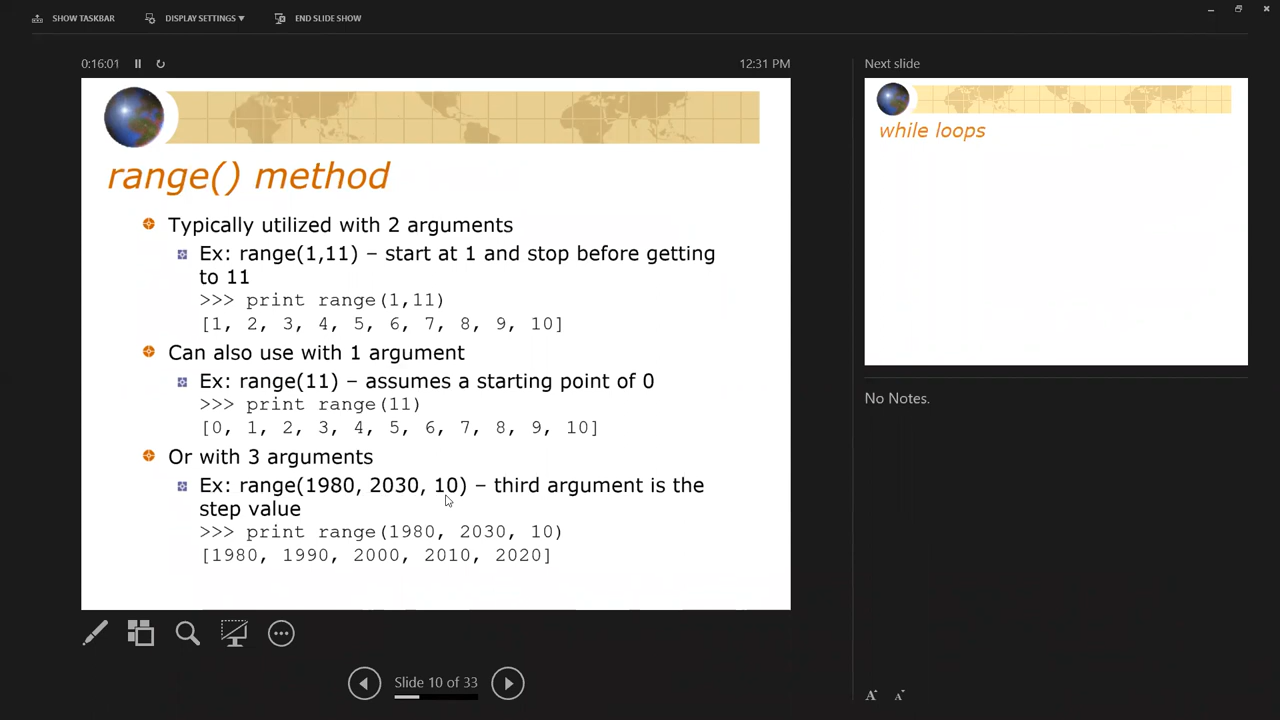 SHOW TASKBAR
DISPLAY SETTINGS ▼
END SLIDE SHOW
0:16:01
12:31 PM
range() method
Typically utilized with 2 arguments
Ex: range(1,11) – start at 1 and stop before getting
to 11
>>> print range(1,11)
[1, 2, 3, 4, 5, 6, 7, 8, 9, 10]
Can also use with 1 argument
Ex: range(11) – assumes a starting point of 0
>>> print range(11)
[0, 1, 2, 3, 4, 5, 6, 7, 8, 9, 10]
Or with 3 arguments
Ex: range(1980, 2030, 10) – third argument is the
step value
>>> print range(1980, 2030, 10)
[1980, 1990, 2000, 2010, 2020]
Slide 10 of 33
Next slide
while loops
No Notes.
A A